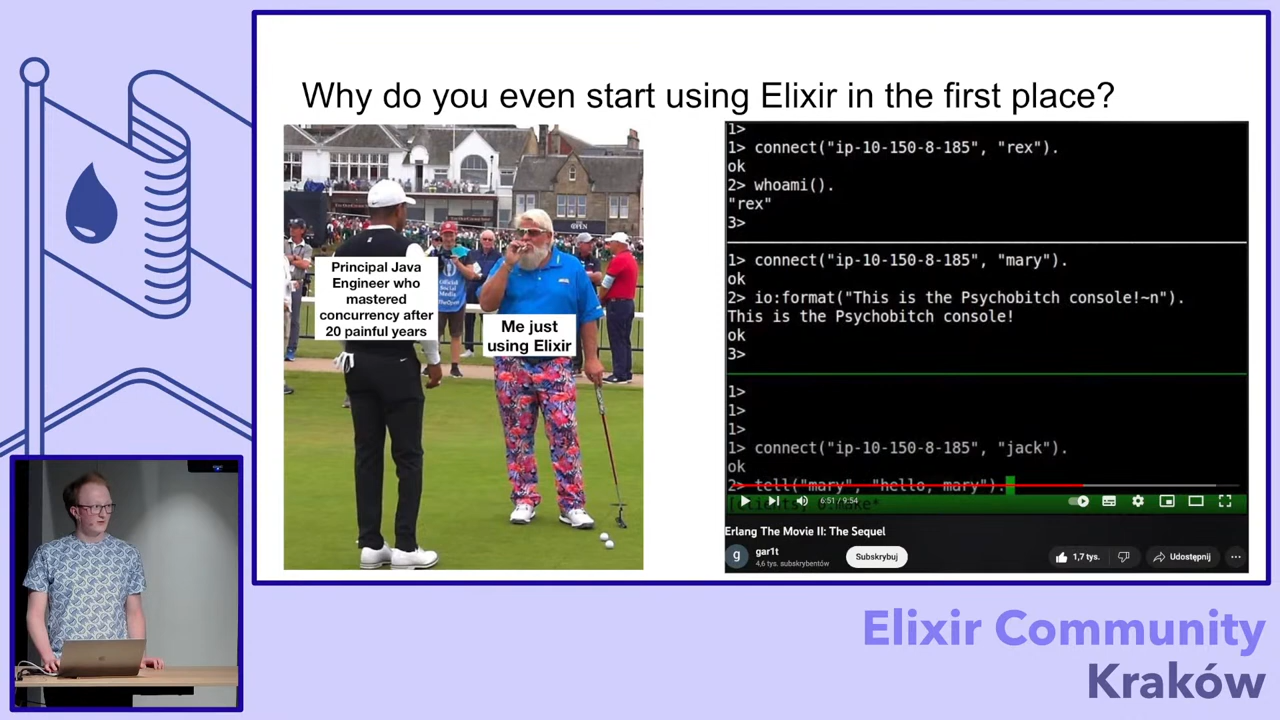 Why do you even start using Elixir in the first place?
Principal Java
Engineer who
mastered
concurrency after
20 painful years
Me just
using Elixir
Official
Social
Media
1>
1> connect("ip-10-150-8-185", "rex").
ok
2> whoami().
"rex"
3>
1> connect("ip-10-150-8-185", "mary").
ok
2> io:format("This is the Psychobitch console!~n").
This is the Psychobitch console!
ok
3>
1>
1>
1>
1> connect("ip-10-150-8-185", "jack").
ok
2> tell("mary", "hello, mary").
6:51 / 9:54
Erlang The Movie II: The Sequel
g
gar1t
4,6 tys. subskrybentów
Subskrybuj
1,7 tys.
Udostępnij
Elixir Community
Kraków